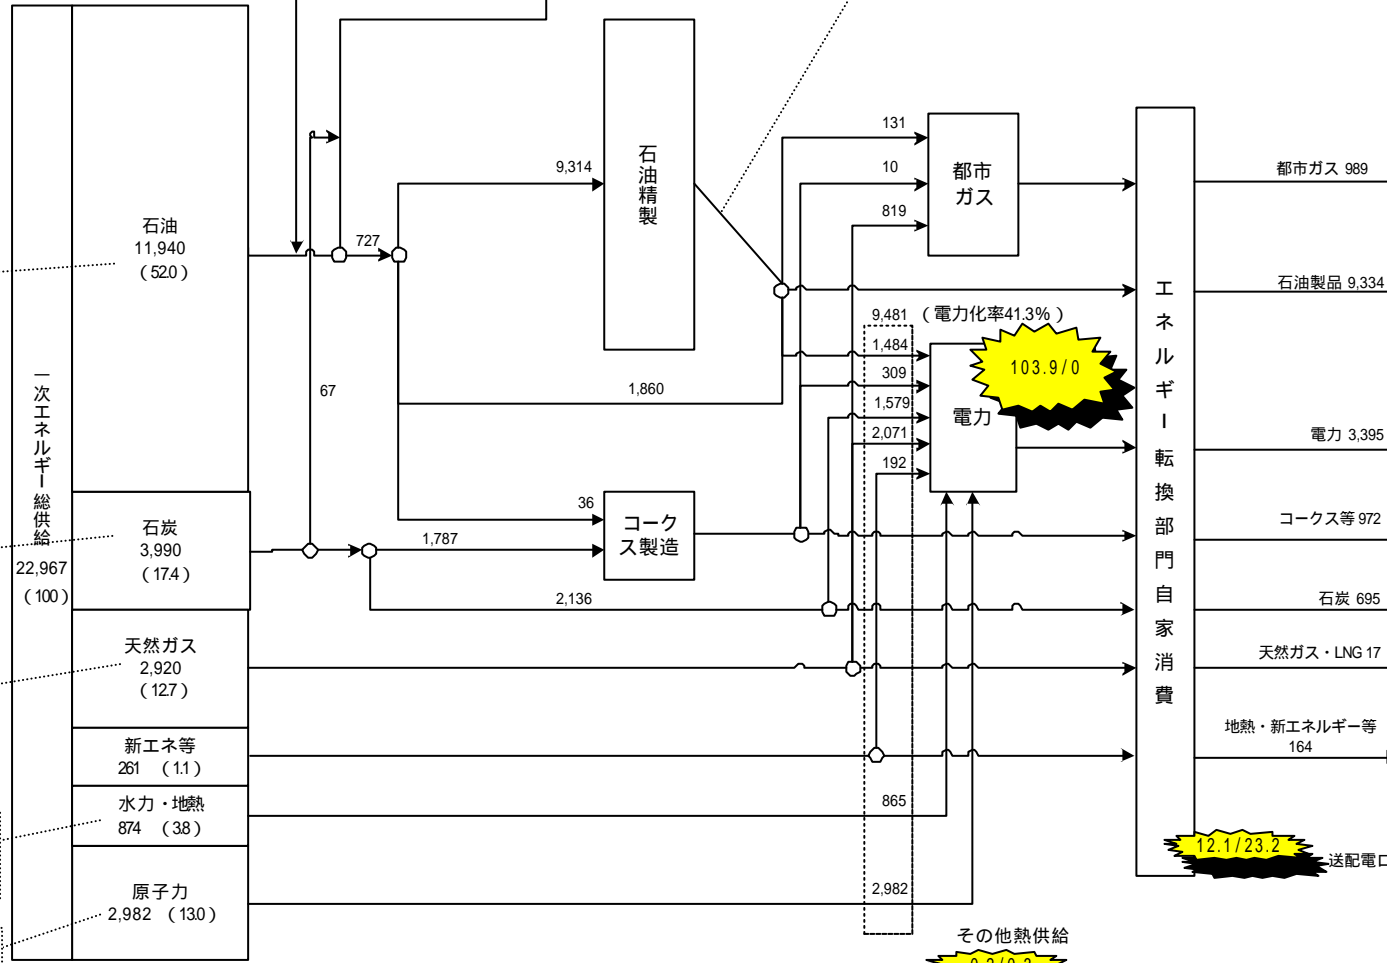 一次エネルギー総供給
22,967
（100）
石油
11,940
（52.0）
石炭
3,990
（17.4）
天然ガス
2,920
（12.7）
新エネ等
261 （1.1）
水力・地熱
874 （3.8）
原子力
2,982 （13.0）
727
67
9,314
石油精製
1,860
36
1,787
コーク
ス製造
2,136
131
10
819
都市
ガス
9,481 （電力化率41.3%）
1,484
309
1,579
2,071
192
電力
103.9/0
865
2,982
エネルギー転換部門自家消費
都市ガス 989
石油製品 9,334
電力 3,395
コークス等 972
石炭 695
天然ガス・LNG 17
地熱・新エネルギー等
164
12.1/23.2
送配電ロ
その他熱供給